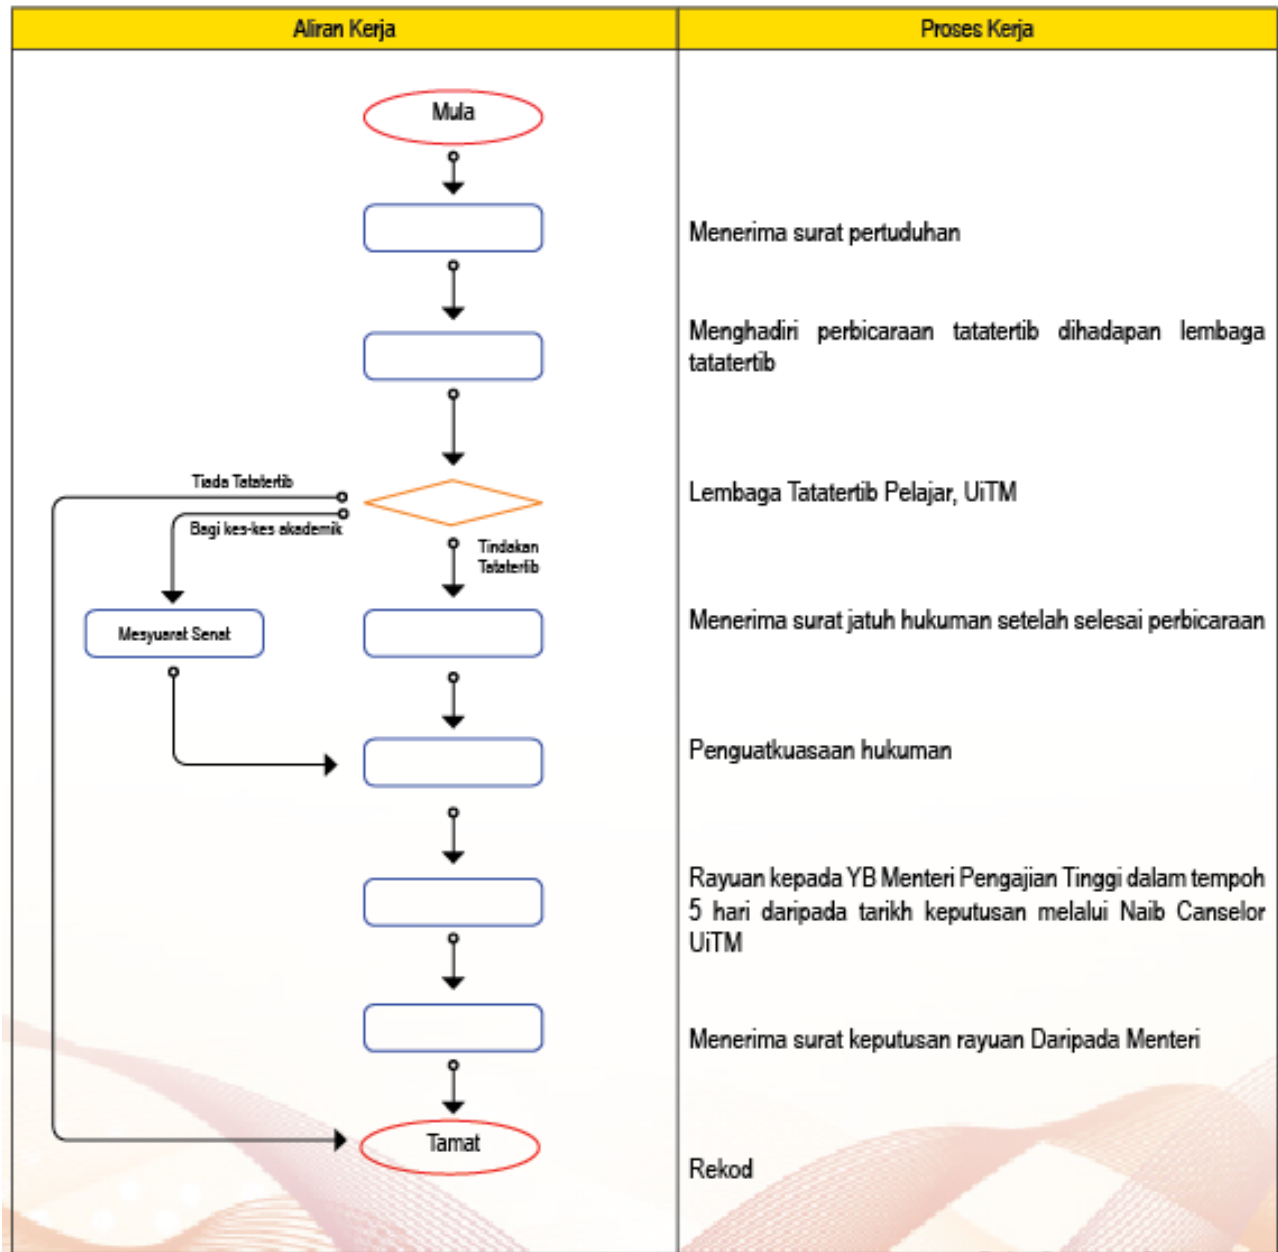 Aliran Kerja
Proses Kerja
Mula
Menerima surat pertuduhan
Menghadiri perbicaraan tatatertib dihadapan lembaga
tatatertib
Tiada Tatatertib
Lembaga Tatatertib Pelajar, UiTM
Bagi kes-kes akademik
Tindakan
Tatatertib
Mesyuarat Senat
Menerima surat jatuh hukuman setelah selesai perbicaraan
Penguatkuasaan hukuman
Rayuan kepada YB Menteri Pengajian Tinggi dalam tempoh
5 hari daripada tarikh keputusan melalui Naib Canselor
UiTM
Menerima surat keputusan rayuan Daripada Menteri
Tamat
Rekod